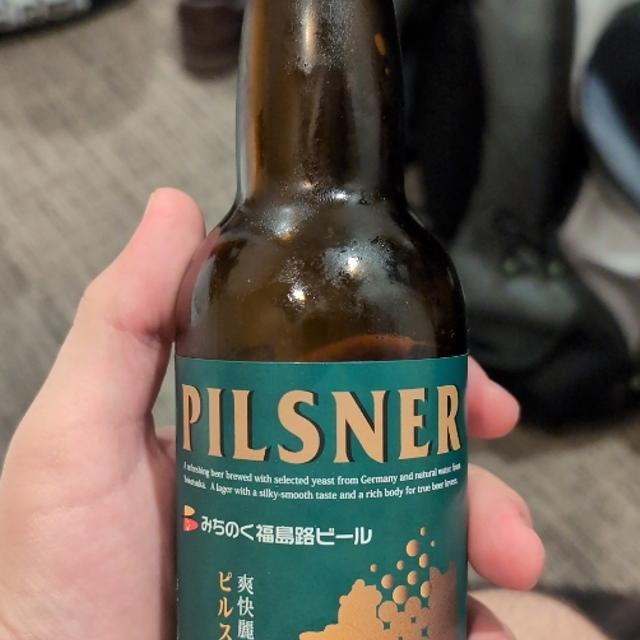 PILSNER
A refreshing beer brewed with selected yeast from Germany and natural water from
A lager with a silky-smooth taste and a rich body for true beer lovers.
みちのく福島路ビール
爽快麗
ピルス